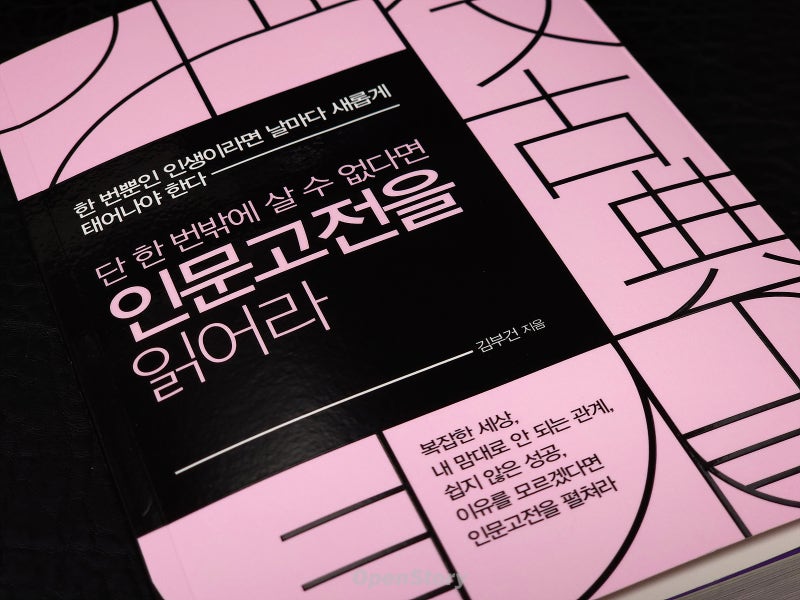 文
古
典
한 번뿐인 인생이라면 날마다 새롭게
태어나야 한다
단 한 번밖에 살 수 없다면
인문고전을
읽어라
김부건 지음
복잡한 세상,
내 맘대로 안 되는 관계,
쉽지 않은 성공,
이유를 모르겠다면
인문고전을 펼쳐라
OpenStory